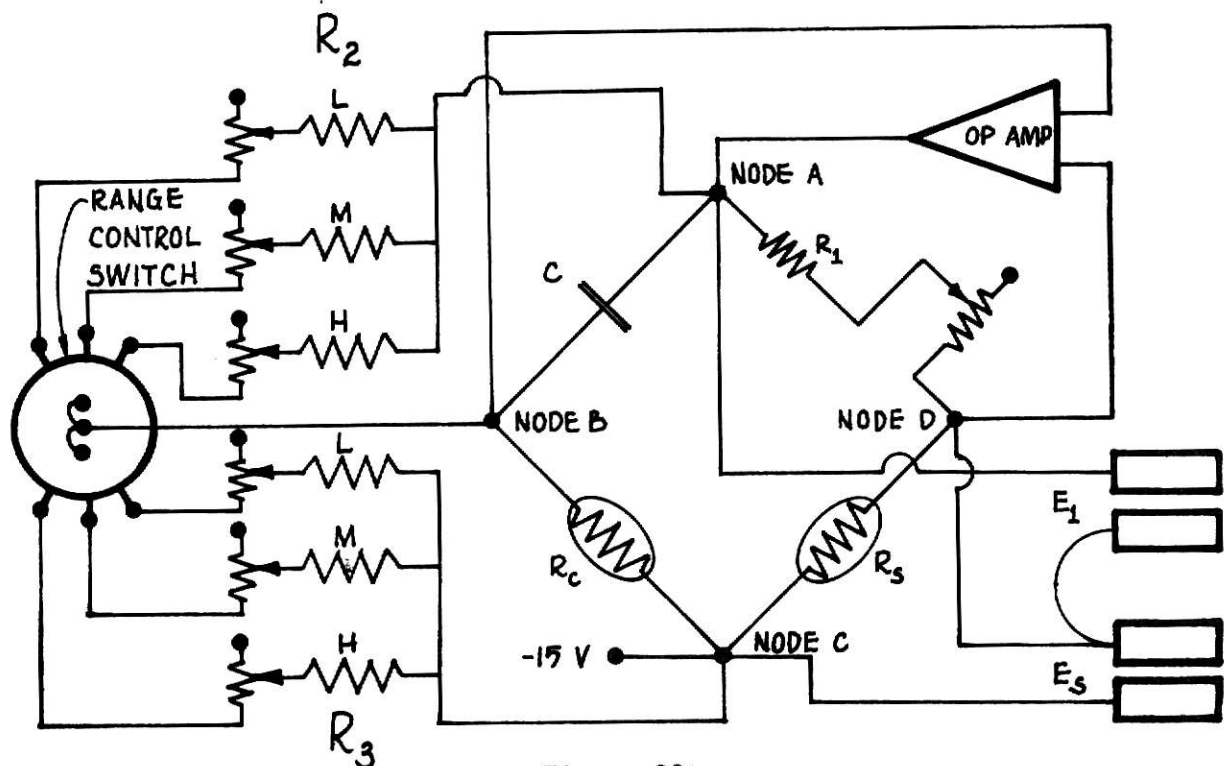 R2
L
OP AMP
NODE A
RANGE
CONTROL
SWITCH
M
R1
C
H
NODE B
NODE D
L
E1
M
Rc
Rs
NODE C
-15 V
H
Es
R3